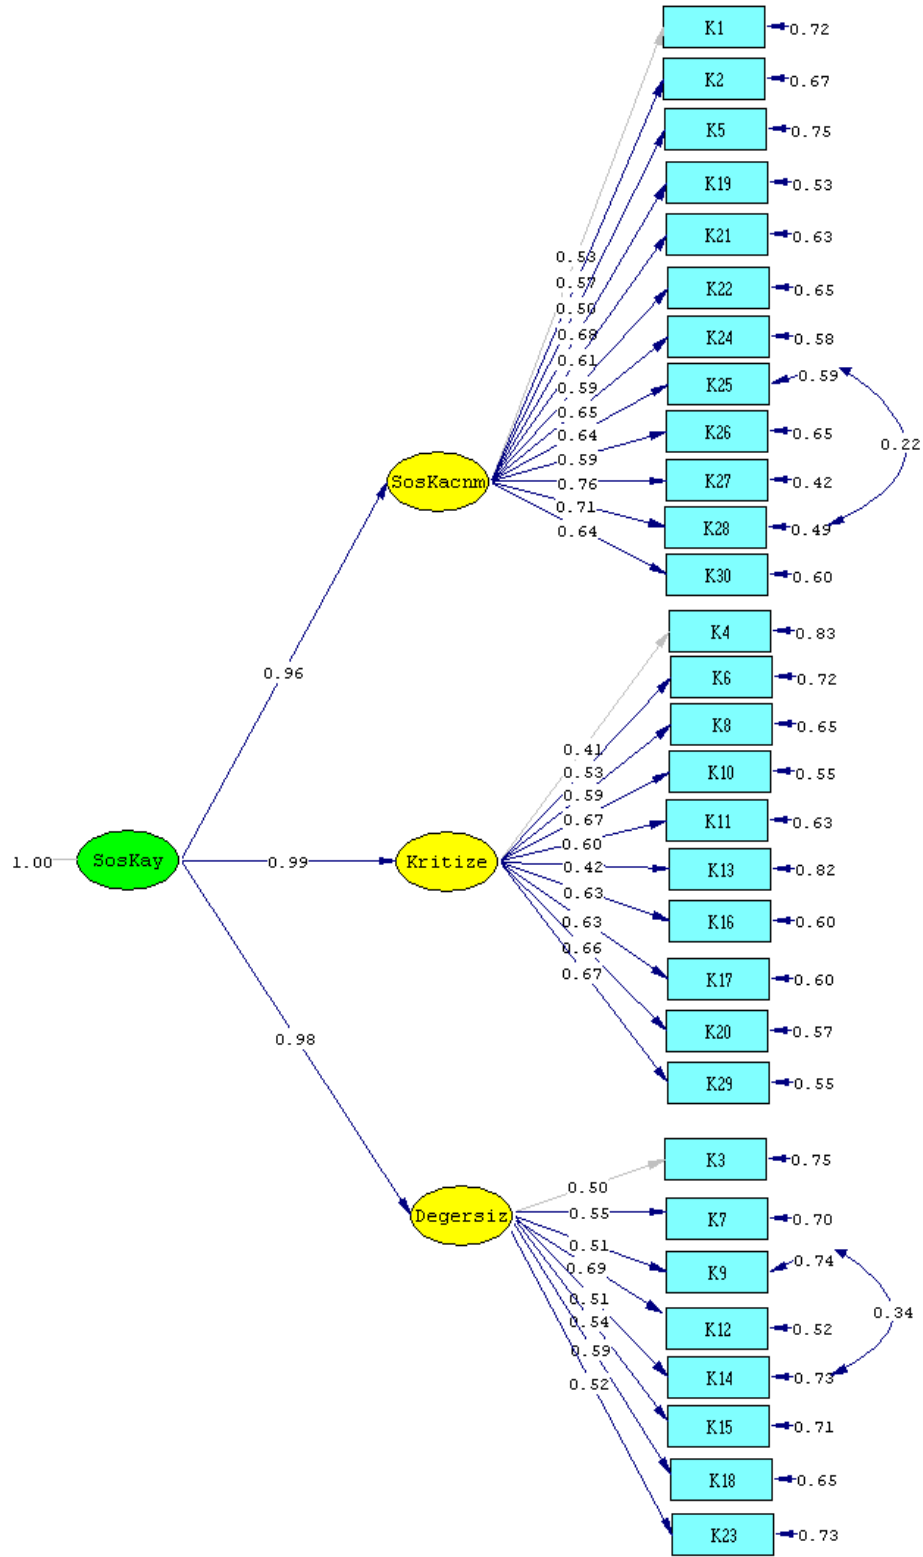 K1 0.72
K2 0.67
K5 0.75
K19 0.53
K21 0.63
0.53
0.57
K22 0.65
0.50
0.68
K24 0.58
0.61
K25 0.59
0.59
0.65
K26 0.65
0.64
0.22
0.59
SosKacnm
0.76
K27 0.42
0.71
K28 0.49
0.64
K30 0.60
K4 0.83
0.96
K6 0.72
K8 0.65
0.41
0.53
K10 0.55
0.59
0.67
K11 0.63
0.60
1.00 SosKay 0.99 Kritize
0.42
K13 0.82
0.63
K16 0.60
0.63
0.66
0.67
K17 0.60
K20 0.57
0.98
K29 0.55
K3 0.75
0.50
0.55
Degersiz
K7 0.70
0.51
K9 0.74
0.69
0.51
0.34
0.54
K12 0.52
0.59
K14 0.73
0.52
K15 0.71
K18 0.65
K23 0.73